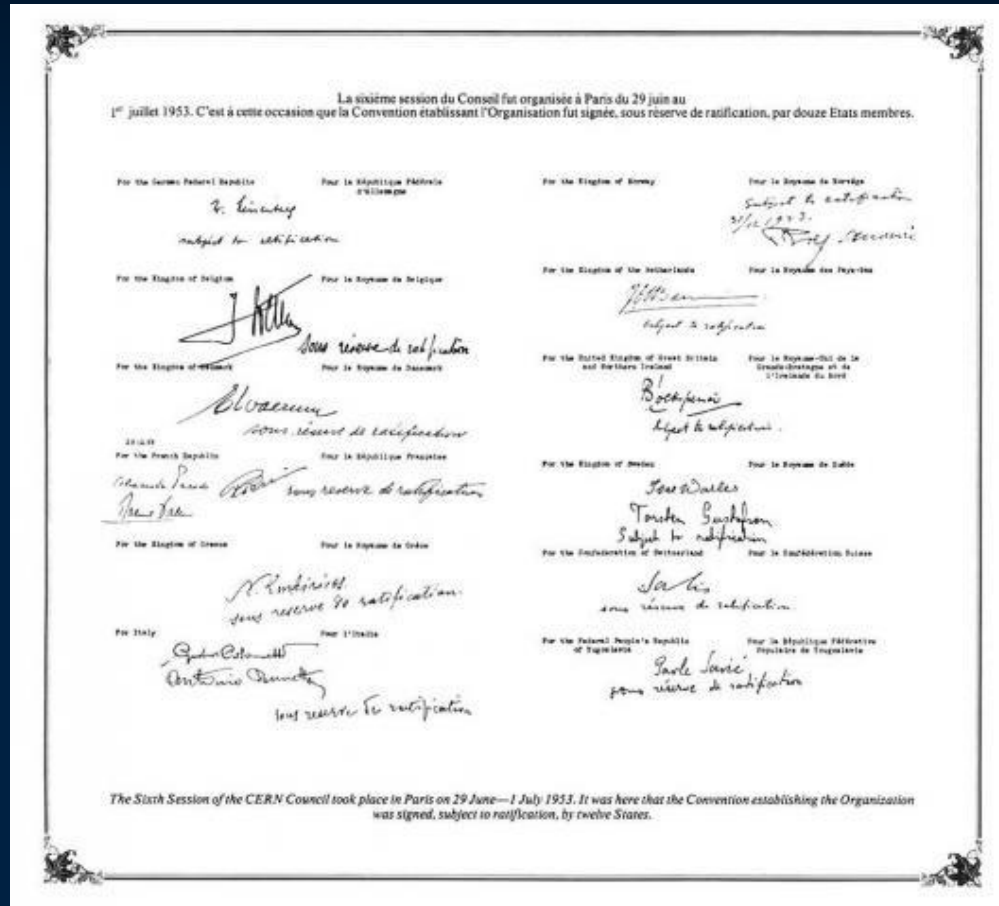 La sixième session du Conseil fut organisée à Paris du 29 juin au
1er juillet 1953. C'est à cette occasion que la Convention établissant l'Organisation fut signée, sous réserve de ratification, par douze Etats membres.
For the German Federal Republic
Pour la République Fédérale
d'Allemagne
subject to ratification
For the Kingdom of Belgium
Pour le Royaume de Belgique
sous réserve de ratification
For the Kingdom of Denmark
Pour le Royaume de Danemark
sous réserve de ratification
For the French Republic
Pour la République Française
sous reserve de ratification
For the Kingdom of Greece
Pour le Royaume de Grèce
sous reserve de ratification.
For Italy
Pour l'Italie
Antonio
sous reserve de ratification
For the Kingdom of Norway
Pour le Royaume de Norvège
Subject to ratification
For the Kingdom of the Netherlands
Pour le Royaume des Pays-Bas
subject to ratification
For the United Kingdom of Great Britain
and Northern Ireland
Pour le Royaume-Uni de la
Grande-Bretagne et de
l'Irelande du Nord
subject to ratification.
For the Kingdom of Sweden
Pour le Royaume de Suède
Torsten Gustafson
Subject to ratification
For the Confederation of Switzerland
Pour la Confédération Suisse
sous réserve de ratification
For the Federal People's Republic
of Yugoslavia
Pour la République Fédérative
Populaire de Yougoslavie
Pavle Savić
sous réserve de ratification
The Sixth Session of the CERN Council took place in Paris on 29 June—1 July 1953. It was here that the Convention establishing the Organization
was signed, subject to ratification, by twelve States.